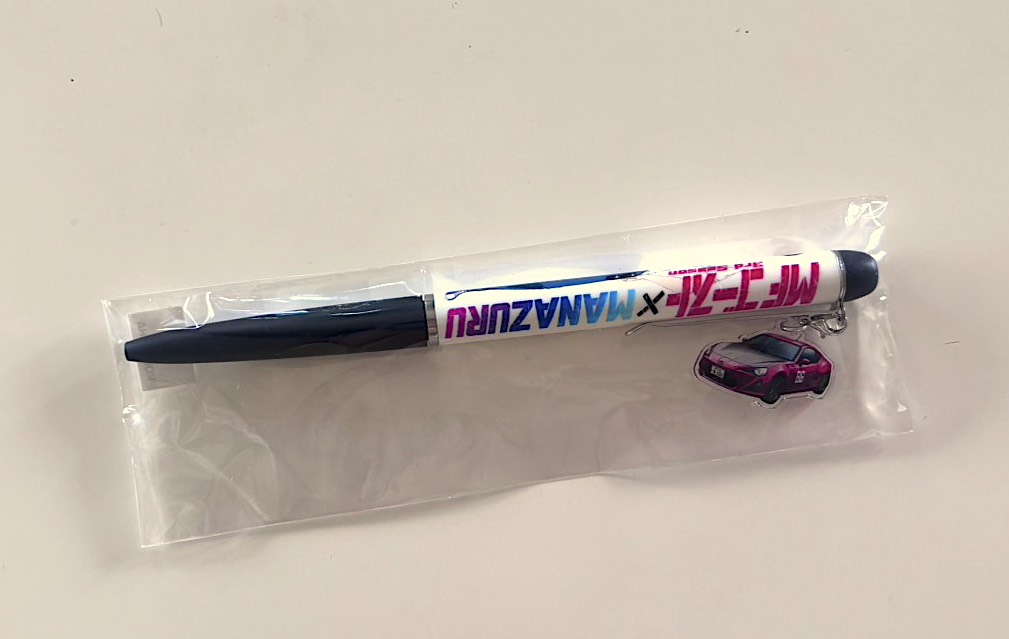 MFゴースト
3rd Season
×
MANAZURU